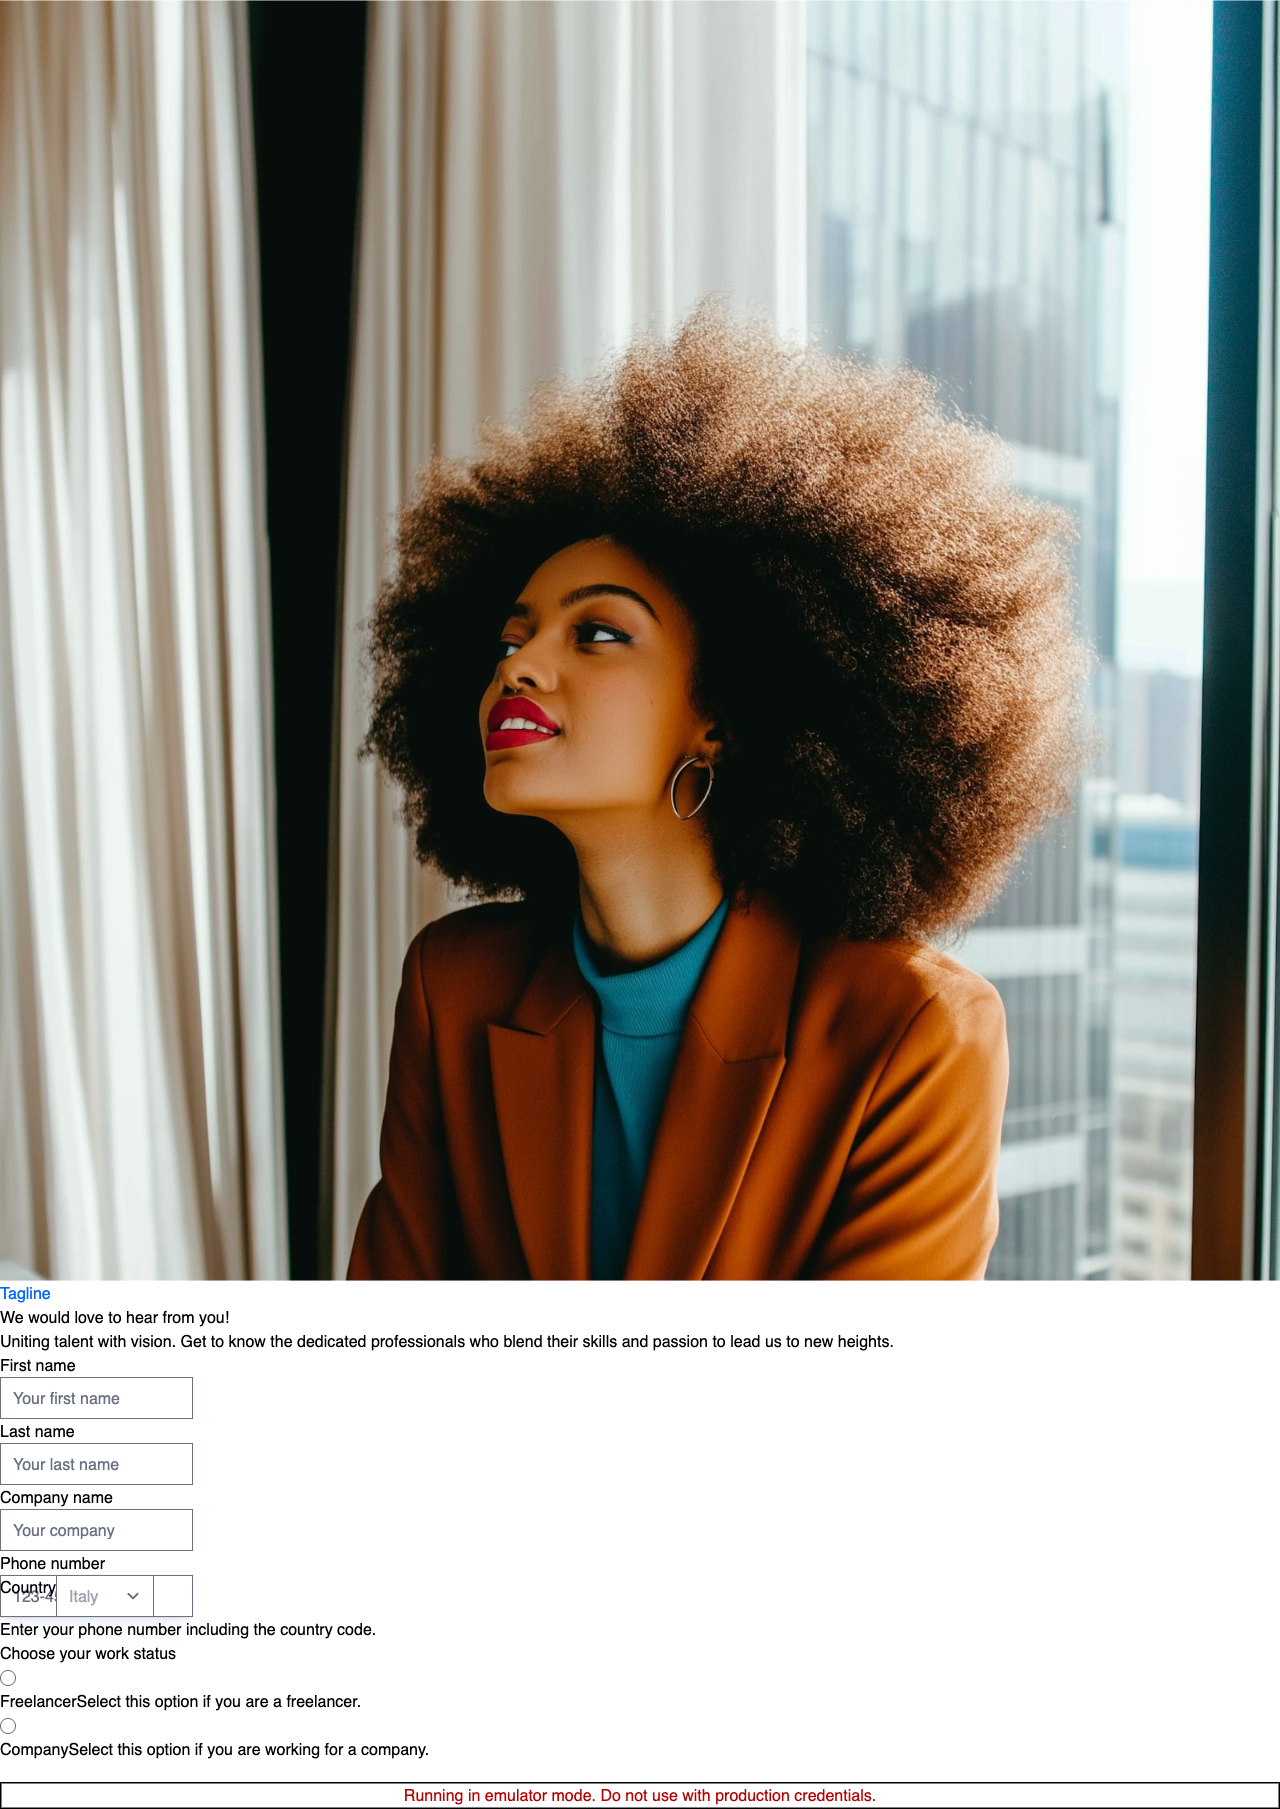 Tagline
We would love to hear from you!
Uniting talent with vision. Get to know the dedicated professionals who blend their skills and passion to lead us to new heights.
First name
Your first name
Last name
Your last name
Company name
Your company
Phone number
Country
123-4
Italy
Enter your phone number including the country code.
Choose your work status
FreelancerSelect this option if you are a freelancer.
CompanySelect this option if you are working for a company.
Running in emulator mode. Do not use with production credentials.